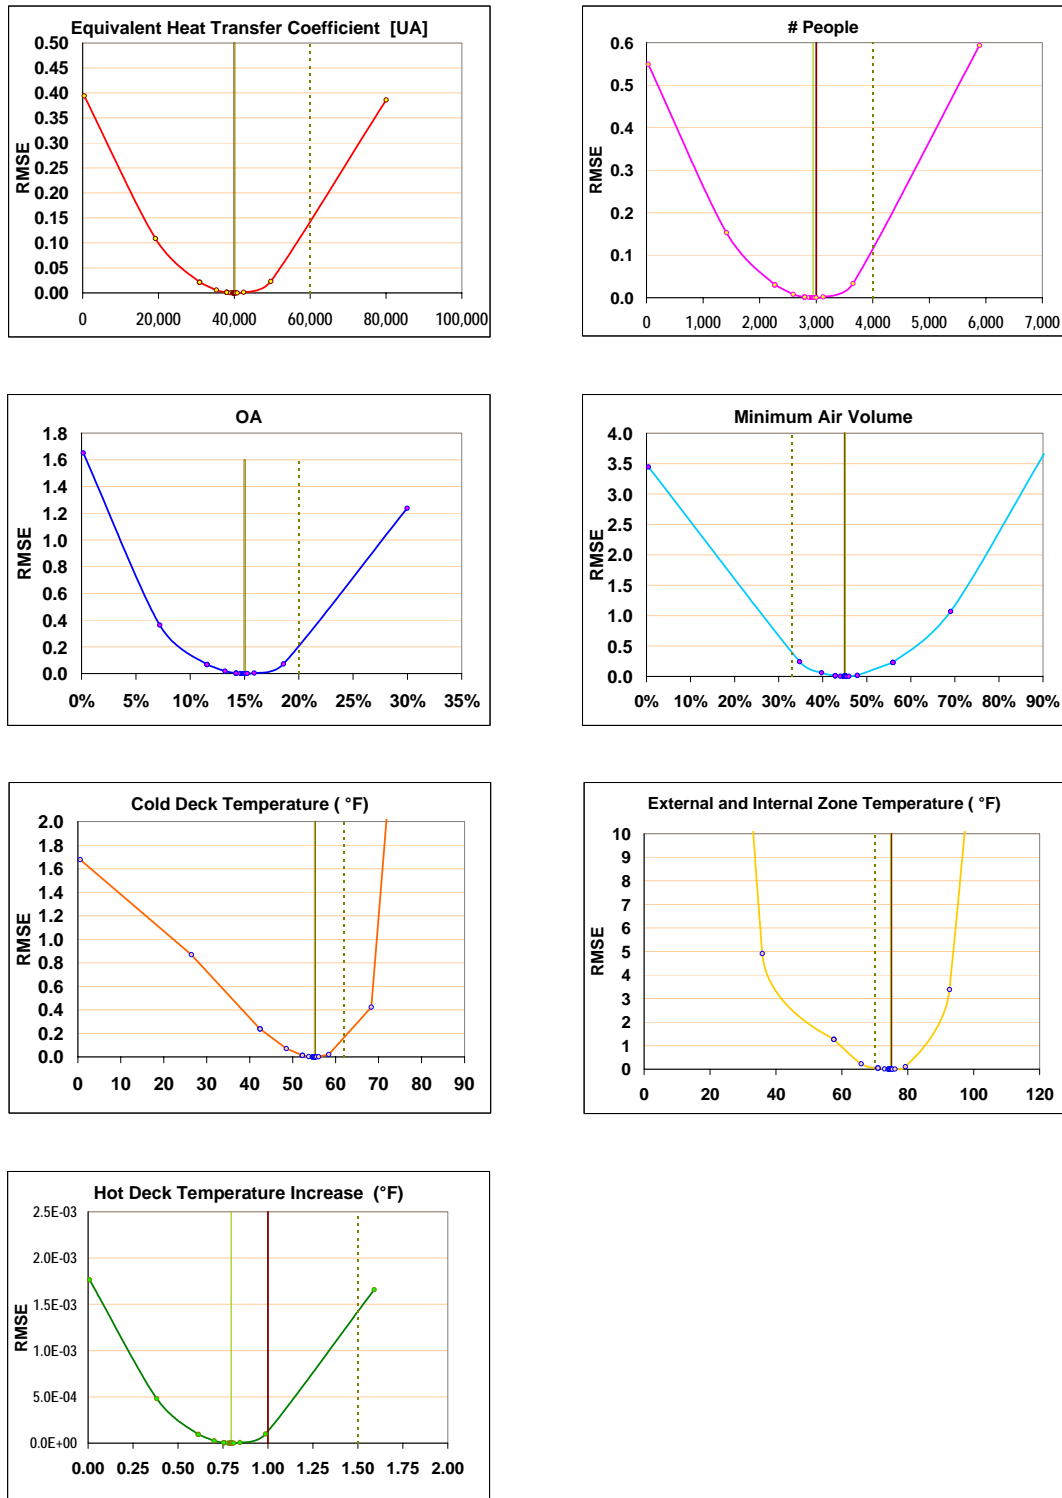 Equivalent Heat Transfer Coefficient [UA]
0.50
0.45
0.40
0.35
0.30
0.25
0.20
0.15
0.10
0.05
0.00
RMSE
0 20,000 40,000 60,000 80,000 100,000
# People
0.6
0.5
0.4
0.3
0.2
0.1
0.0
RMSE
0 1,000 2,000 3,000 4,000 5,000 6,000 7,000
OA
1.8
1.6
1.4
1.2
1.0
0.8
0.6
0.4
0.2
0.0
RMSE
0% 5% 10% 15% 20% 25% 30% 35%
Minimum Air Volume
4.0
3.5
3.0
2.5
2.0
1.5
1.0
0.5
0.0
RMSE
0% 10% 20% 30% 40% 50% 60% 70% 80% 90%
Cold Deck Temperature ( °F)
2.0
1.8
1.6
1.4
1.2
1.0
0.8
0.6
0.4
0.2
0.0
RMSE
0 10 20 30 40 50 60 70 80 90
External and Internal Zone Temperature ( °F)
10
9
8
7
6
5
4
3
2
1
0
RMSE
0 20 40 60 80 100 120
Hot Deck Temperature Increase (°F)
2.5E-03
2.0E-03
1.5E-03
1.0E-03
5.0E-04
0.0E+00
RMSE
0.00 0.25 0.50 0.75 1.00 1.25 1.50 1.75 2.00